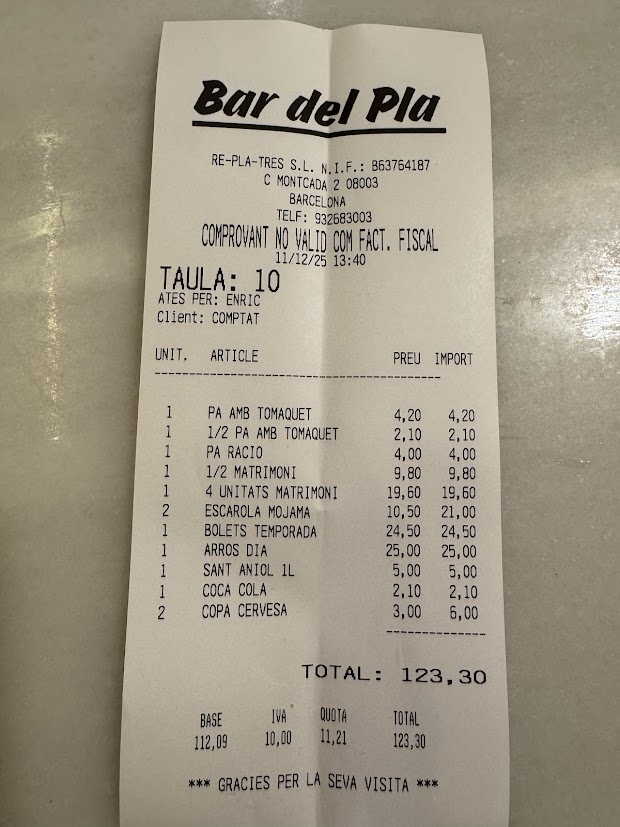 Bar del Pla
RE-PLA-TRES S.L. N.I.F.: B63764187
C MONTCADA 2 08003
BARCELONA
TELF: 932683003
COMPROVANT NO VALID COM FACT. FISCAL
11/12/25 13:40
TAULA: 10
ATES PER: ENRIC
Client: COMPTAT
UNIT. ARTICLE PREU IMPORT
1 PA AMB TOMAQUET 4,20 4,20
1 1/2 PA AMB TOMAQUET 2,10 2,10
1 PA RACIO 4,00 4,00
1 1/2 MATRIMONI 9,80 9,80
1 4 UNITATS MATRIMONI 19,60 19,60
2 ESCAROLA MOJAMA 10,50 21,00
1 BOLETS TEMPORADA 24,50 24,50
1 ARROS DIA 25,00 25,00
1 SANT ANIOL 1L 5,00 5,00
1 COCA COLA 2,10 2,10
2 COPA CERVESA 3,00 6,00
TOTAL: 123,30
BASE IVA QUOTA TOTAL
112,09 10,00 11,21 123,30
*** GRACIES PER LA SEVA VISITA ***